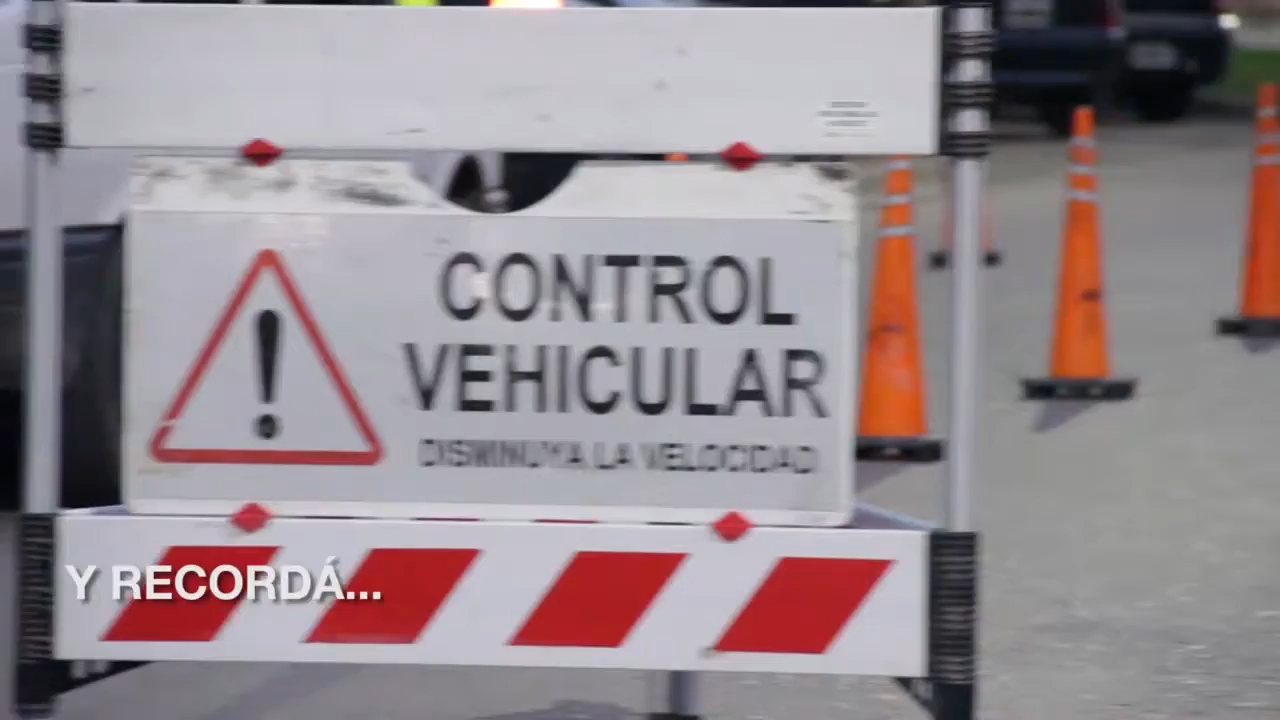 CONTROL
VEHICULAR
DISMINUYA LA VELOCIDAD
Y RECORDÁ...